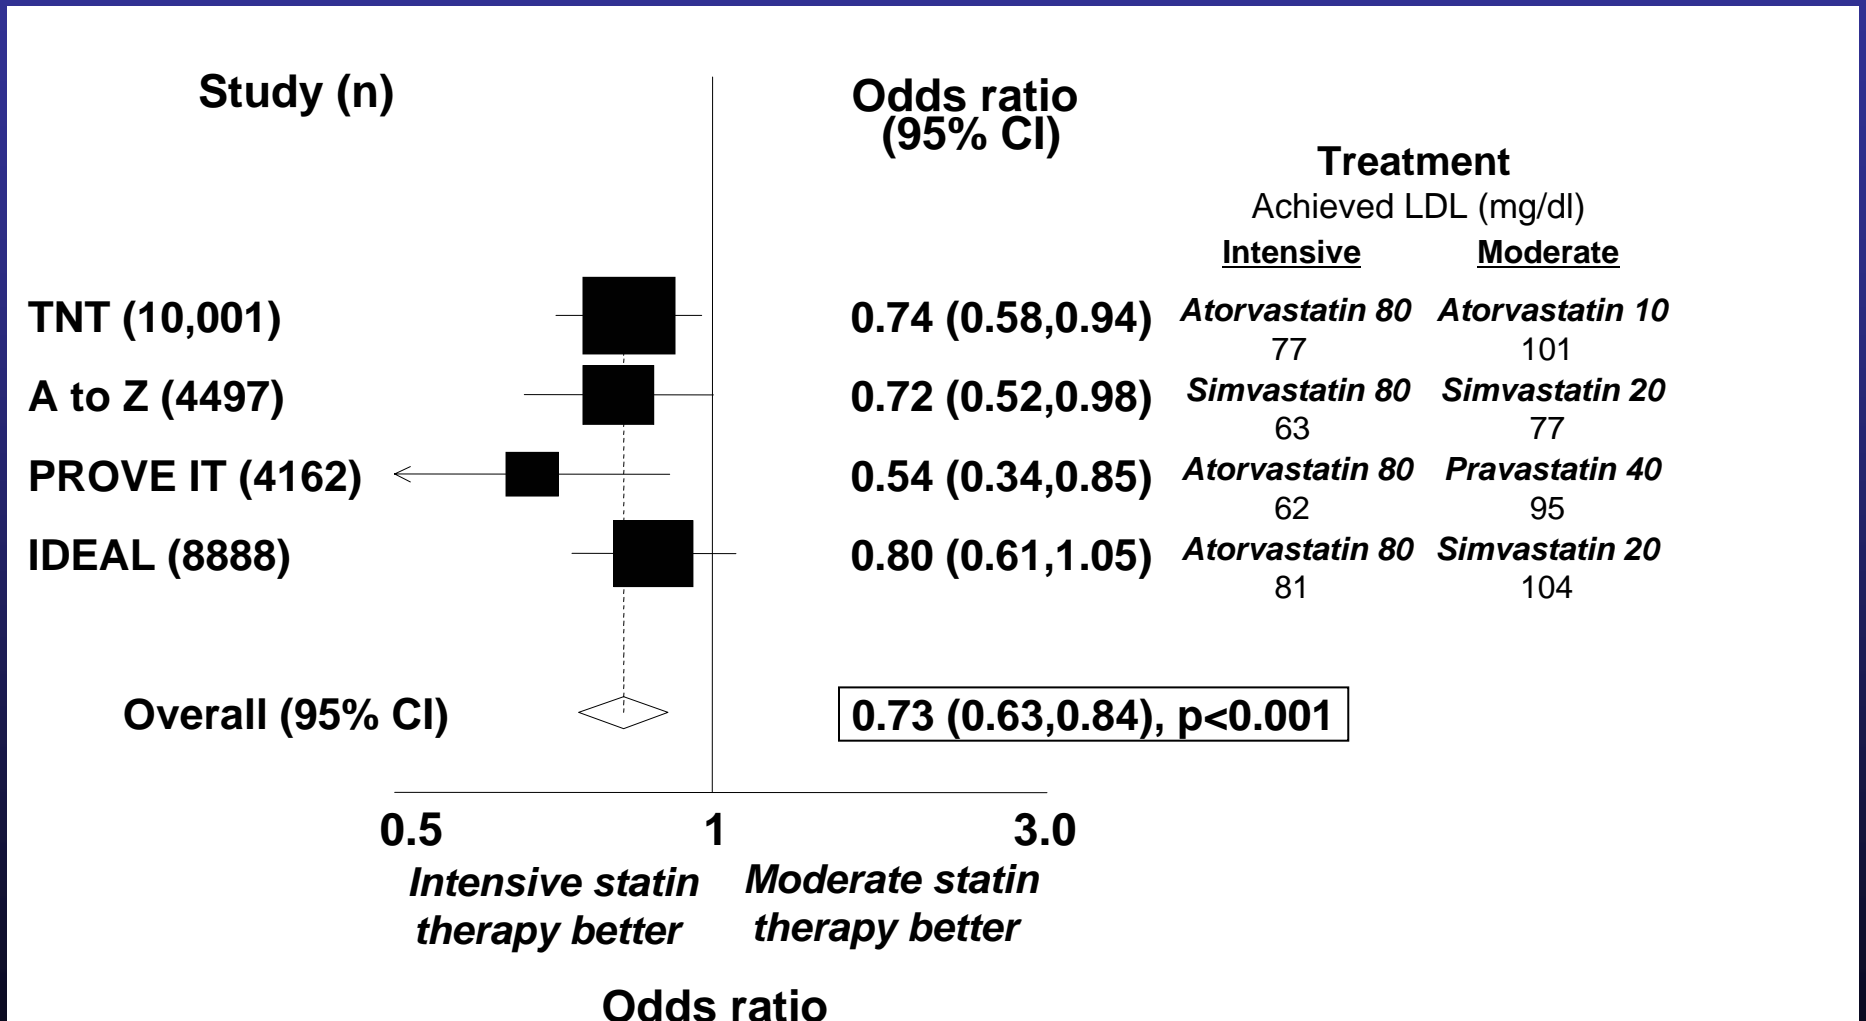 Study (n)
Odds ratio
(95% CI)
Treatment
Achieved LDL (mg/dl)
Intensive Moderate
TNT (10,001) 0.74 (0.58,0.94) Atorvastatin 80 Atorvastatin 10
77 101
A to Z (4497) 0.72 (0.52,0.98) Simvastatin 80 Simvastatin 20
63 77
PROVE IT (4162) 0.54 (0.34,0.85) Atorvastatin 80 Pravastatin 40
62 95
IDEAL (8888) 0.80 (0.61,1.05) Atorvastatin 80 Simvastatin 20
81 104
Overall (95% CI) 0.73 (0.63,0.84), p<0.001
0.5 1 3.0
Intensive statin
therapy better
Moderate statin
therapy better
Odds ratio